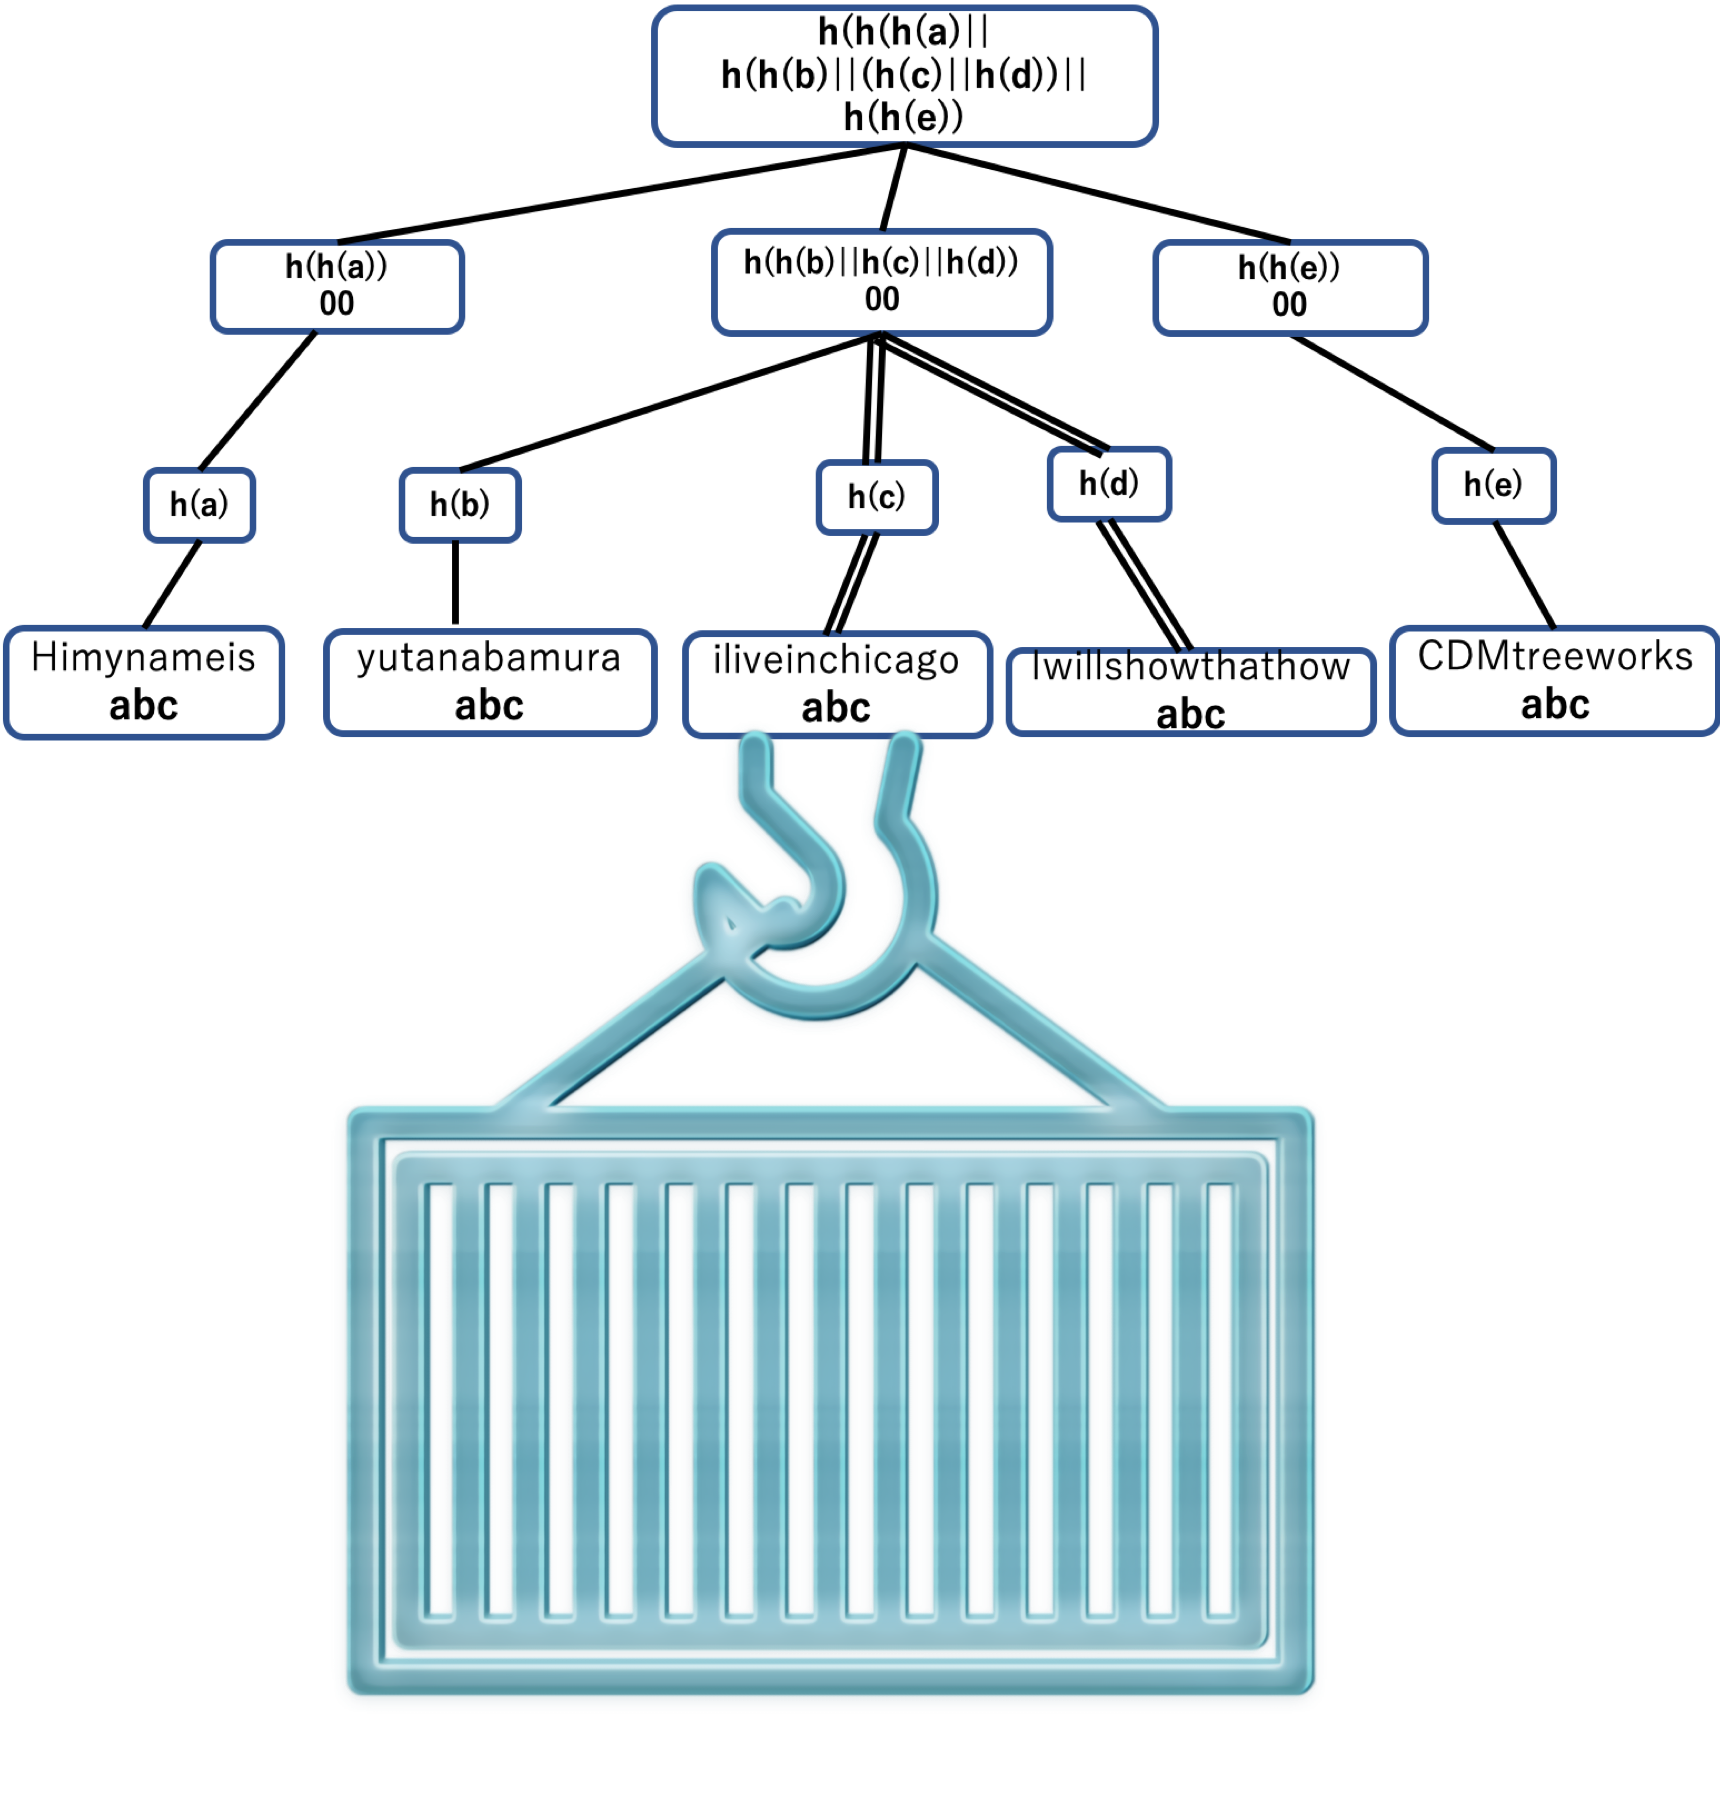 h(h(h(a)||
h(h(b)||(h(c)||h(d))||
h(h(e))
h(h(a))
00
h(h(b)||h(c)||h(d))
00
h(h(e))
00
h(a)
h(b)
h(c)
h(d)
h(e)
Himynameis
abc
yutanabamura
abc
iliveinchicago
abc
Iwillshowthathow
abc
CDMtreeworks
abc